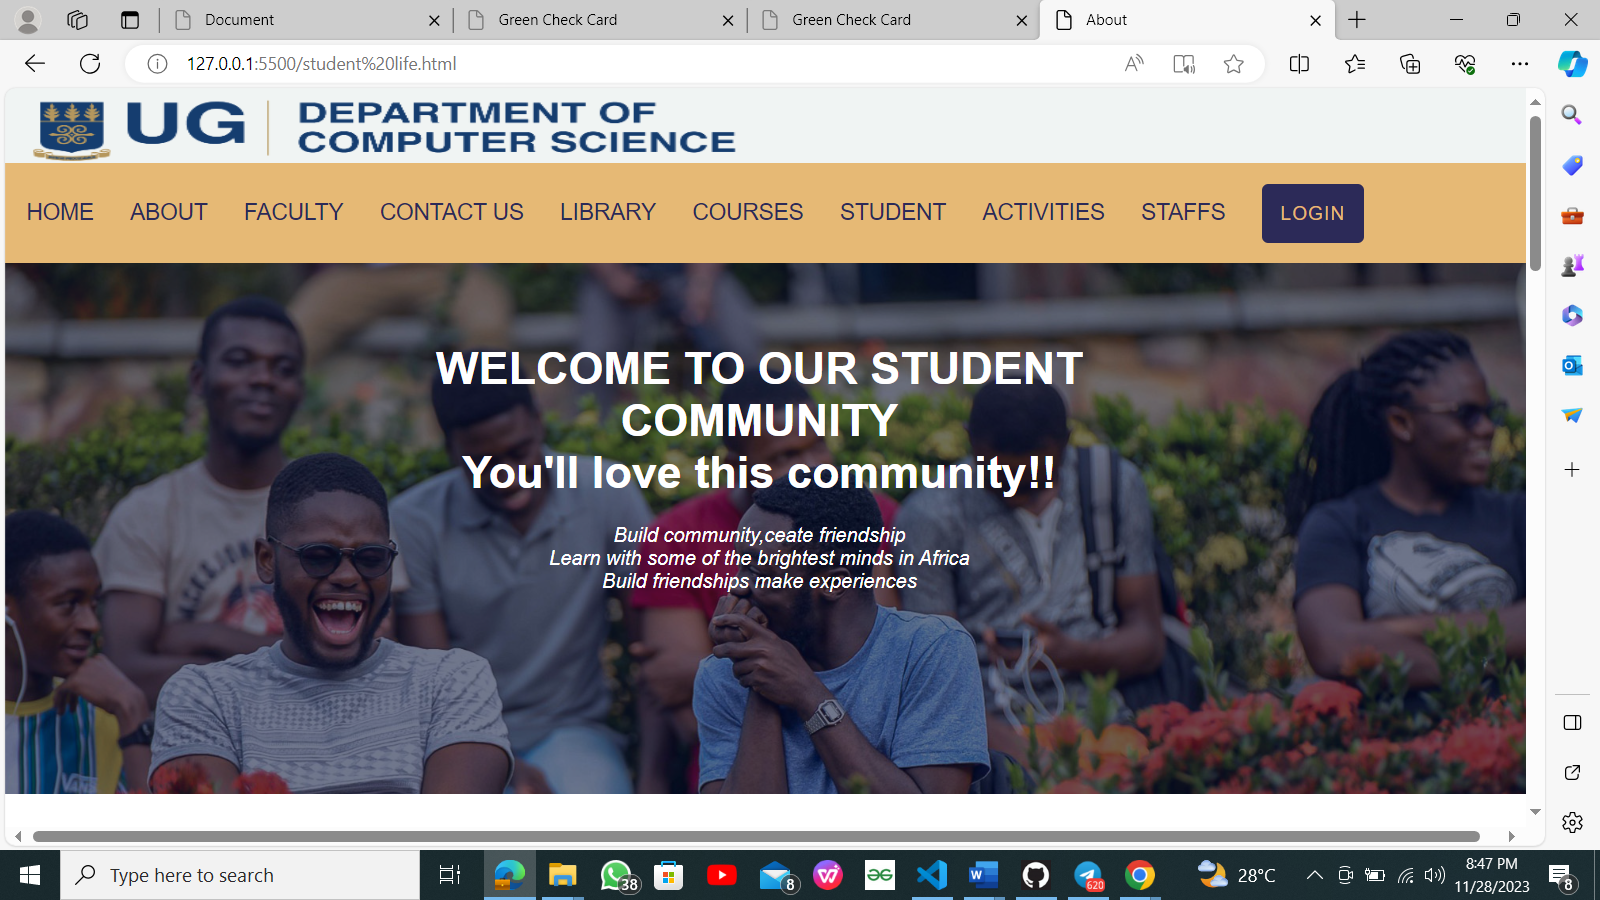 Document
Green Check Card
Green Check Card
About
127.0.0.1:5500/student%20life.html
UG
DEPARTMENT OF
COMPUTER SCIENCE
HOME
ABOUT
FACULTY
CONTACT US
LIBRARY
COURSES
STUDENT
ACTIVITIES
STAFFS
LOGIN
WELCOME TO OUR STUDENT
COMMUNITY
You'll love this community!!
Build community,ceate friendship
Learn with some of the brightest minds in Africa
Build friendships make experiences
VANS
Type here to search
38
8
620
28°C
8:47 PM
11/28/2023
8